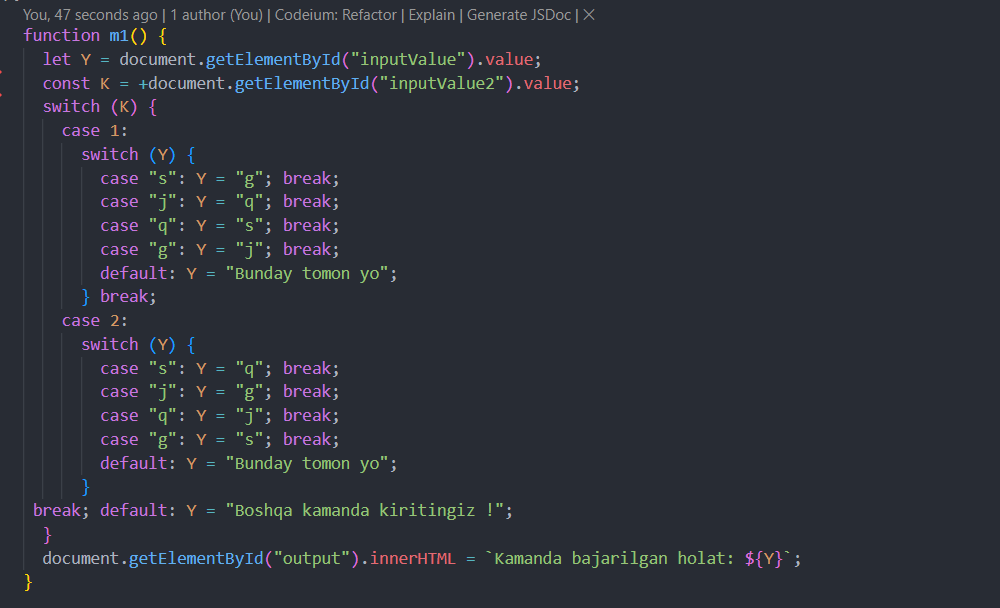 You, 47 seconds ago | 1 author (You) | Codeium: Refactor | Explain | Generate JSDoc | ×
function m1() {
  let Y = document.getElementById("inputValue").value;
  const K = +document.getElementById("inputValue2").value;
  switch (K) {
    case 1:
      switch (Y) {
        case "s": Y = "g"; break;
        case "j": Y = "q"; break;
        case "q": Y = "s"; break;
        case "g": Y = "j"; break;
        default: Y = "Bunday tomon yo";
      } break;
    case 2:
      switch (Y) {
        case "s": Y = "q"; break;
        case "j": Y = "g"; break;
        case "q": Y = "j"; break;
        case "g": Y = "s"; break;
        default: Y = "Bunday tomon yo";
      }
 break; default: Y = "Boshqa kamanda kiritingiz !";
  }
  document.getElementById("output").innerHTML = `Kamanda bajarilgan holat: ${Y}`;
}